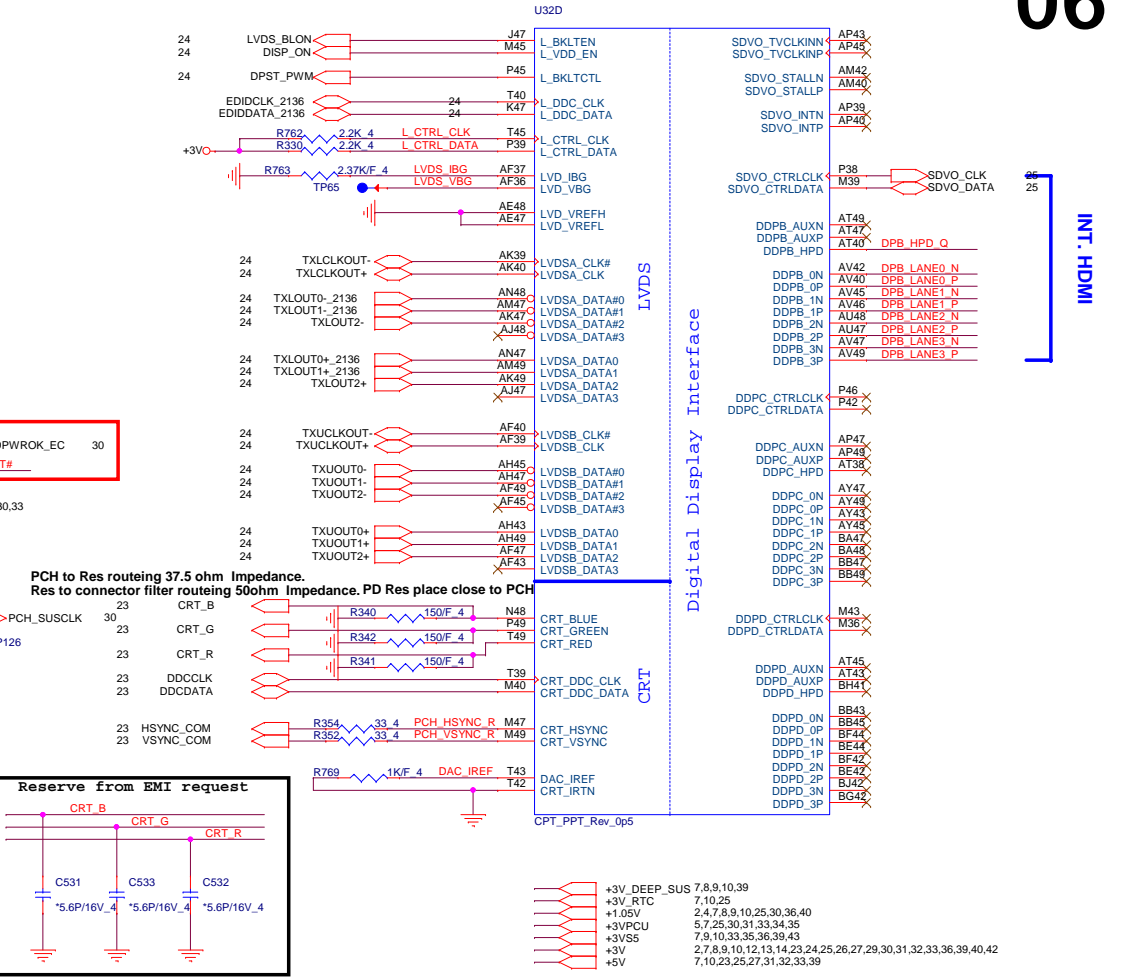 06
U32D
24 LVDS_BLON J47 L_BKLTEN
24 DISP_ON M45 L_VDD_EN
24 DPST_PWM P45 L_BKLTCTL
EDIDCLK_2136 24 T40 L_DDC_CLK
EDIDDATA_2136 24 K47 L_DDC_DATA
+3V R762 2.2K_4 L_CTRL_CLK T45 L_CTRL_CLK
R330 2.2K_4 L_CTRL_DATA P39 L_CTRL_DATA
R763 2.37K/F_4 LVDS_IBG AF37 LVD_IBG
TP65 LVDS_VBG AF36 LVD_VBG
AE48 LVD_VREFH
AE47 LVD_VREFL
24 TXLCLKOUT- AK39 LVDSA_CLK#
24 TXLCLKOUT+ AK40 LVDSA_CLK
24 TXLOUT0-_2136 AN48 LVDSA_DATA#0
24 TXLOUT1-_2136 AM47 LVDSA_DATA#1
24 TXLOUT2- AK47 LVDSA_DATA#2
AJ48 LVDSA_DATA#3
24 TXLOUT0+_2136 AN47 LVDSA_DATA0
24 TXLOUT1+_2136 AM49 LVDSA_DATA1
24 TXLOUT2+ AK49 LVDSA_DATA2
AJ47 LVDSA_DATA3
24 TXUCLKOUT- AF40 LVDSB_CLK#
24 TXUCLKOUT+ AF39 LVDSB_CLK
24 TXUOUT0- AH45 LVDSB_DATA#0
24 TXUOUT1- AH47 LVDSB_DATA#1
24 TXUOUT2- AF49 LVDSB_DATA#2
AF45 LVDSB_DATA#3
24 TXUOUT0+ AH43 LVDSB_DATA0
24 TXUOUT1+ AH49 LVDSB_DATA1
24 TXUOUT2+ AF47 LVDSB_DATA2
AF43 LVDSB_DATA3
LVDS
Digital Display Interface
CRT
PWROK_EC 30
T#
30,33
PCH_SUSCLK 30
P126
PCH to Res routeing 37.5 ohm Impedance.
Res to connector filter routeing 50ohm Impedance. PD Res place close to PCH
23 CRT_B R340 150/F_4 N48 CRT_BLUE
23 CRT_G R342 150/F_4 P49 CRT_GREEN
23 CRT_R R341 150/F_4 T49 CRT_RED
23 DDCCLK T39 CRT_DDC_CLK
23 DDCDATA M40 CRT_DDC_DATA
23 HSYNC_COM R354 33_4 PCH_HSYNC_R M47 CRT_HSYNC
23 VSYNC_COM R352 33_4 PCH_VSYNC_R M49 CRT_VSYNC
R769 1K/F_4 DAC_IREF T43 DAC_IREF
T42 CRT_IRTN
CPT_PPT_Rev_0p5
SDVO_TVCLKINN AP43
SDVO_TVCLKINP AP45
SDVO_STALLN AM42
SDVO_STALLP AM40
SDVO_INTN AP39
SDVO_INTP AP40
SDVO_CTRLCLK P38 SDVO_CLK 25
SDVO_CTRLDATA M39 SDVO_DATA 25
DDPB_AUXN AT49
DDPB_AUXP AT47
DDPB_HPD AT40 DPB_HPD_Q
DDPB_0N AV42 DPB_LANE0_N
DDPB_0P AV40 DPB_LANE0_P
DDPB_1N AV45 DPB_LANE1_N
DDPB_1P AV46 DPB_LANE1_P
DDPB_2N AU48 DPB_LANE2_N
DDPB_2P AU47 DPB_LANE2_P
DDPB_3N AV47 DPB_LANE3_N
DDPB_3P AV49 DPB_LANE3_P
INT. HDMI
DDPC_CTRLCLK P46
DDPC_CTRLDATA P42
DDPC_AUXN AP47
DDPC_AUXP AP49
DDPC_HPD AT38
DDPC_0N AY47
DDPC_0P AY49
DDPC_1N AY43
DDPC_1P AY45
DDPC_2N BA47
DDPC_2P BA48
DDPC_3N BB47
DDPC_3P BB49
DDPD_CTRLCLK M43
DDPD_CTRLDATA M36
DDPD_AUXN AT45
DDPD_AUXP AT43
DDPD_HPD BH41
DDPD_0N BB43
DDPD_0P BB45
DDPD_1N BF44
DDPD_1P BE44
DDPD_2N BF42
DDPD_2P BE42
DDPD_3N BJ42
DDPD_3P BG42
Reserve from EMI request
CRT_B
CRT_G
CRT_R
C531 C533 C532
*5.6P/16V_4 *5.6P/16V_4 *5.6P/16V_4
+3V_DEEP_SUS 7,8,9,10,39
+3V_RTC 7,10,25
+1.05V 2,4,7,8,9,10,25,30,36,40
+3VPCU 5,7,25,30,31,33,34,35
+3VS5 7,9,10,33,35,36,39,43
+3V 2,7,8,9,10,12,13,14,23,24,25,26,27,29,30,31,32,33,36,39,40,42
+5V 7,10,23,25,27,31,32,33,39